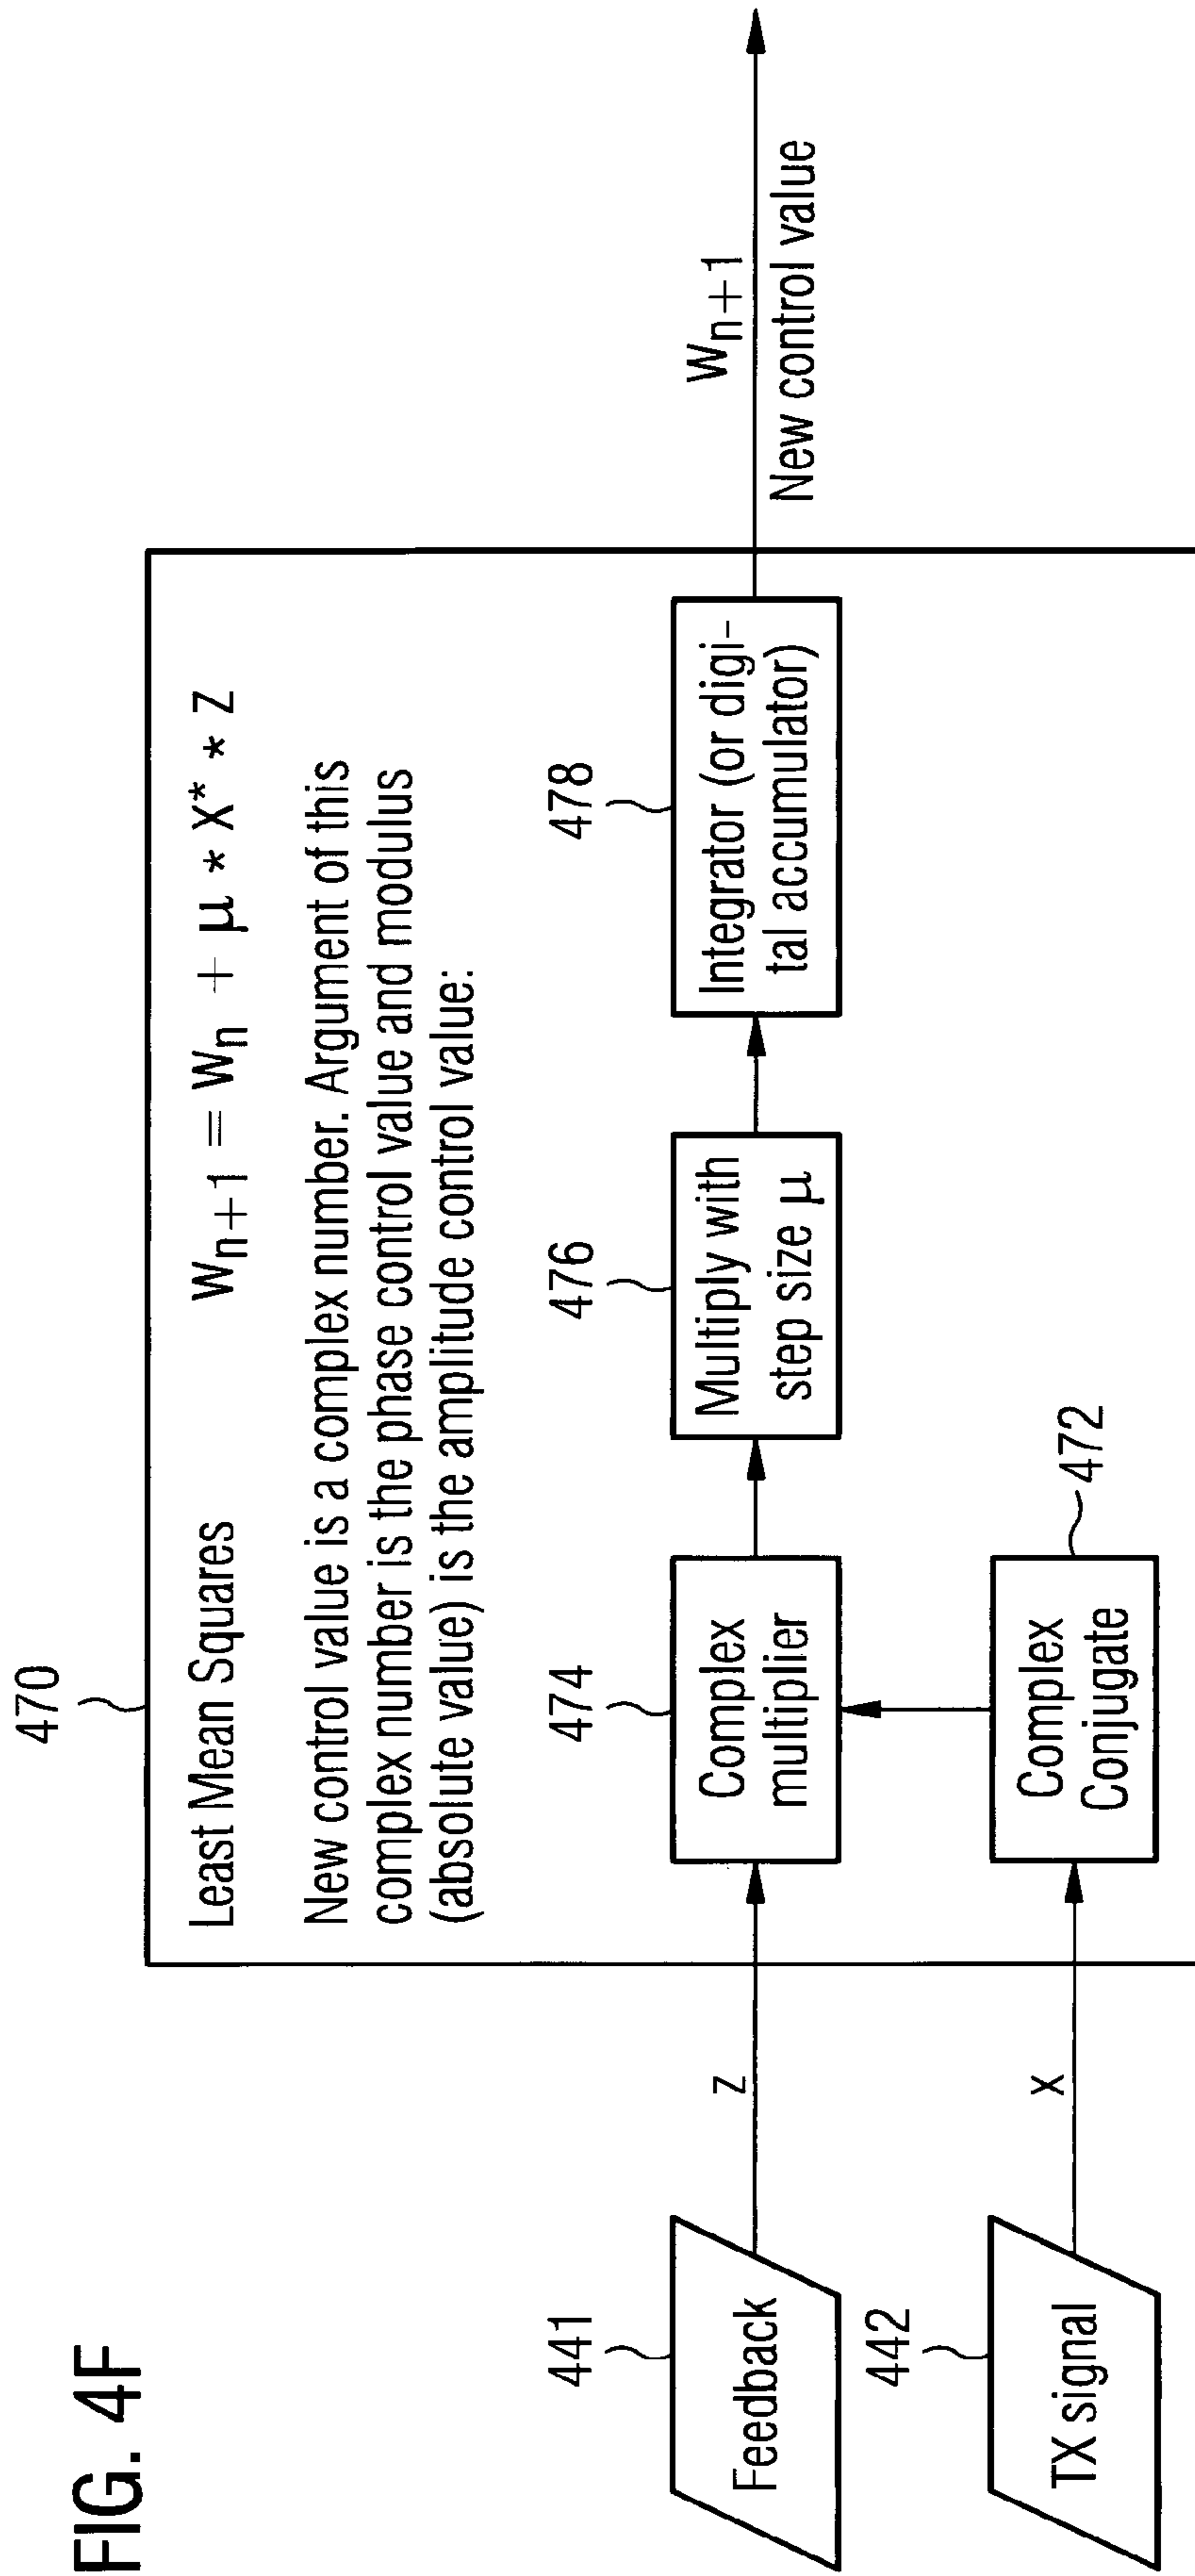 FIG. 4F
470
Least Mean Squares
Wn+1 = Wn + μ * X* * Z
New control value is a complex number. Argument of this
complex number is the phase control value and modulus
(absolute value) is the amplitude control value:
441
Feedback
Z
474
Complex
multiplier
476
Multiply with
step size μ
478
Integrator (or digi-
tal accumulator)
Wn+1
New control value
442
TX signal
X
Complex
Conjugate
472